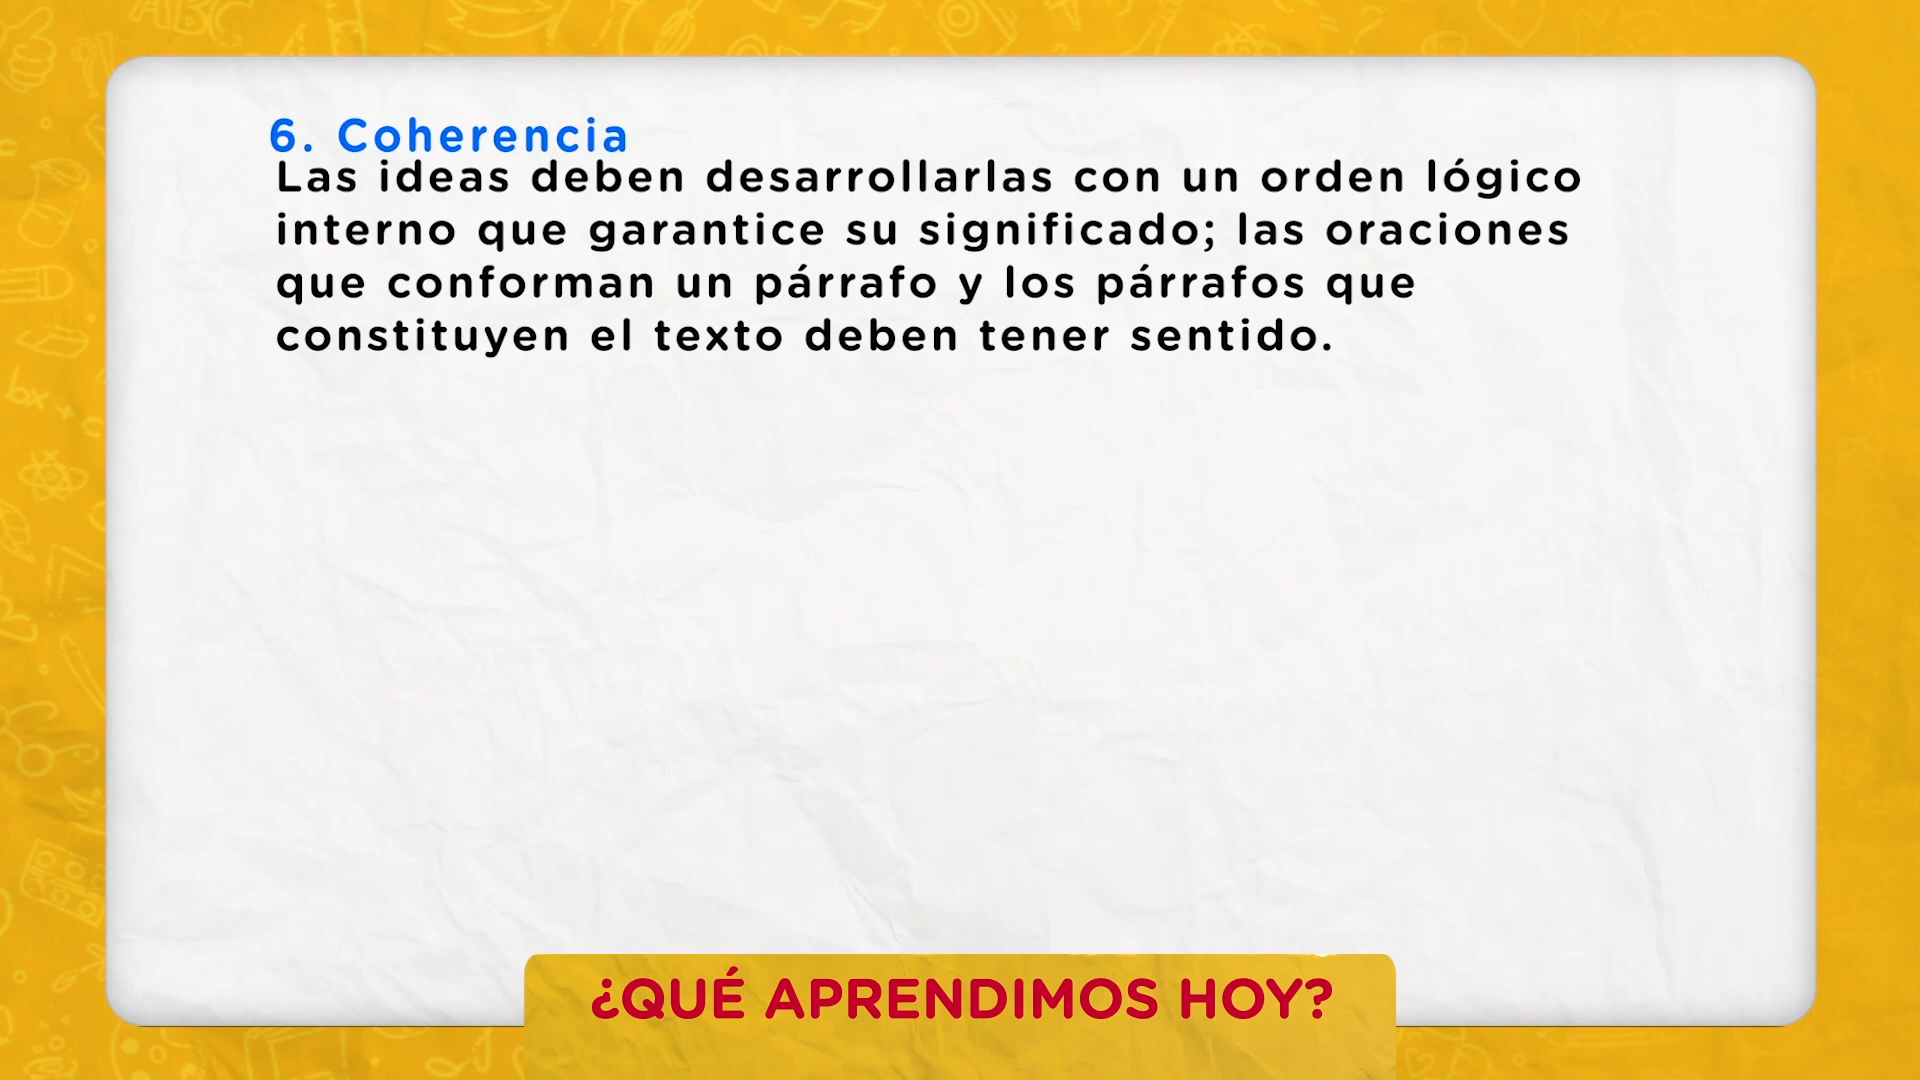 6. Coherencia
Las ideas deben desarrollarlas con un orden lógico
interno que garantice su significado; las oraciones
que conforman un párrafo y los párrafos que
constituyen el texto deben tener sentido.
¿QUÉ APRENDIMOS HOY?